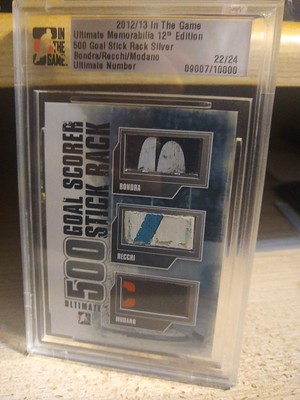 IN
THE
GAME
2012/13 In The Game
Ultimate Memorabilia 12th Edition
500 Goal Stick Rack Silver
Bondra/Recchi/Modano 22/24
Ultimate Number 09007/10000
ULTIMATE
500
GOAL SCORER
STICK RACK
BONDRA
RECCHI
MODANO